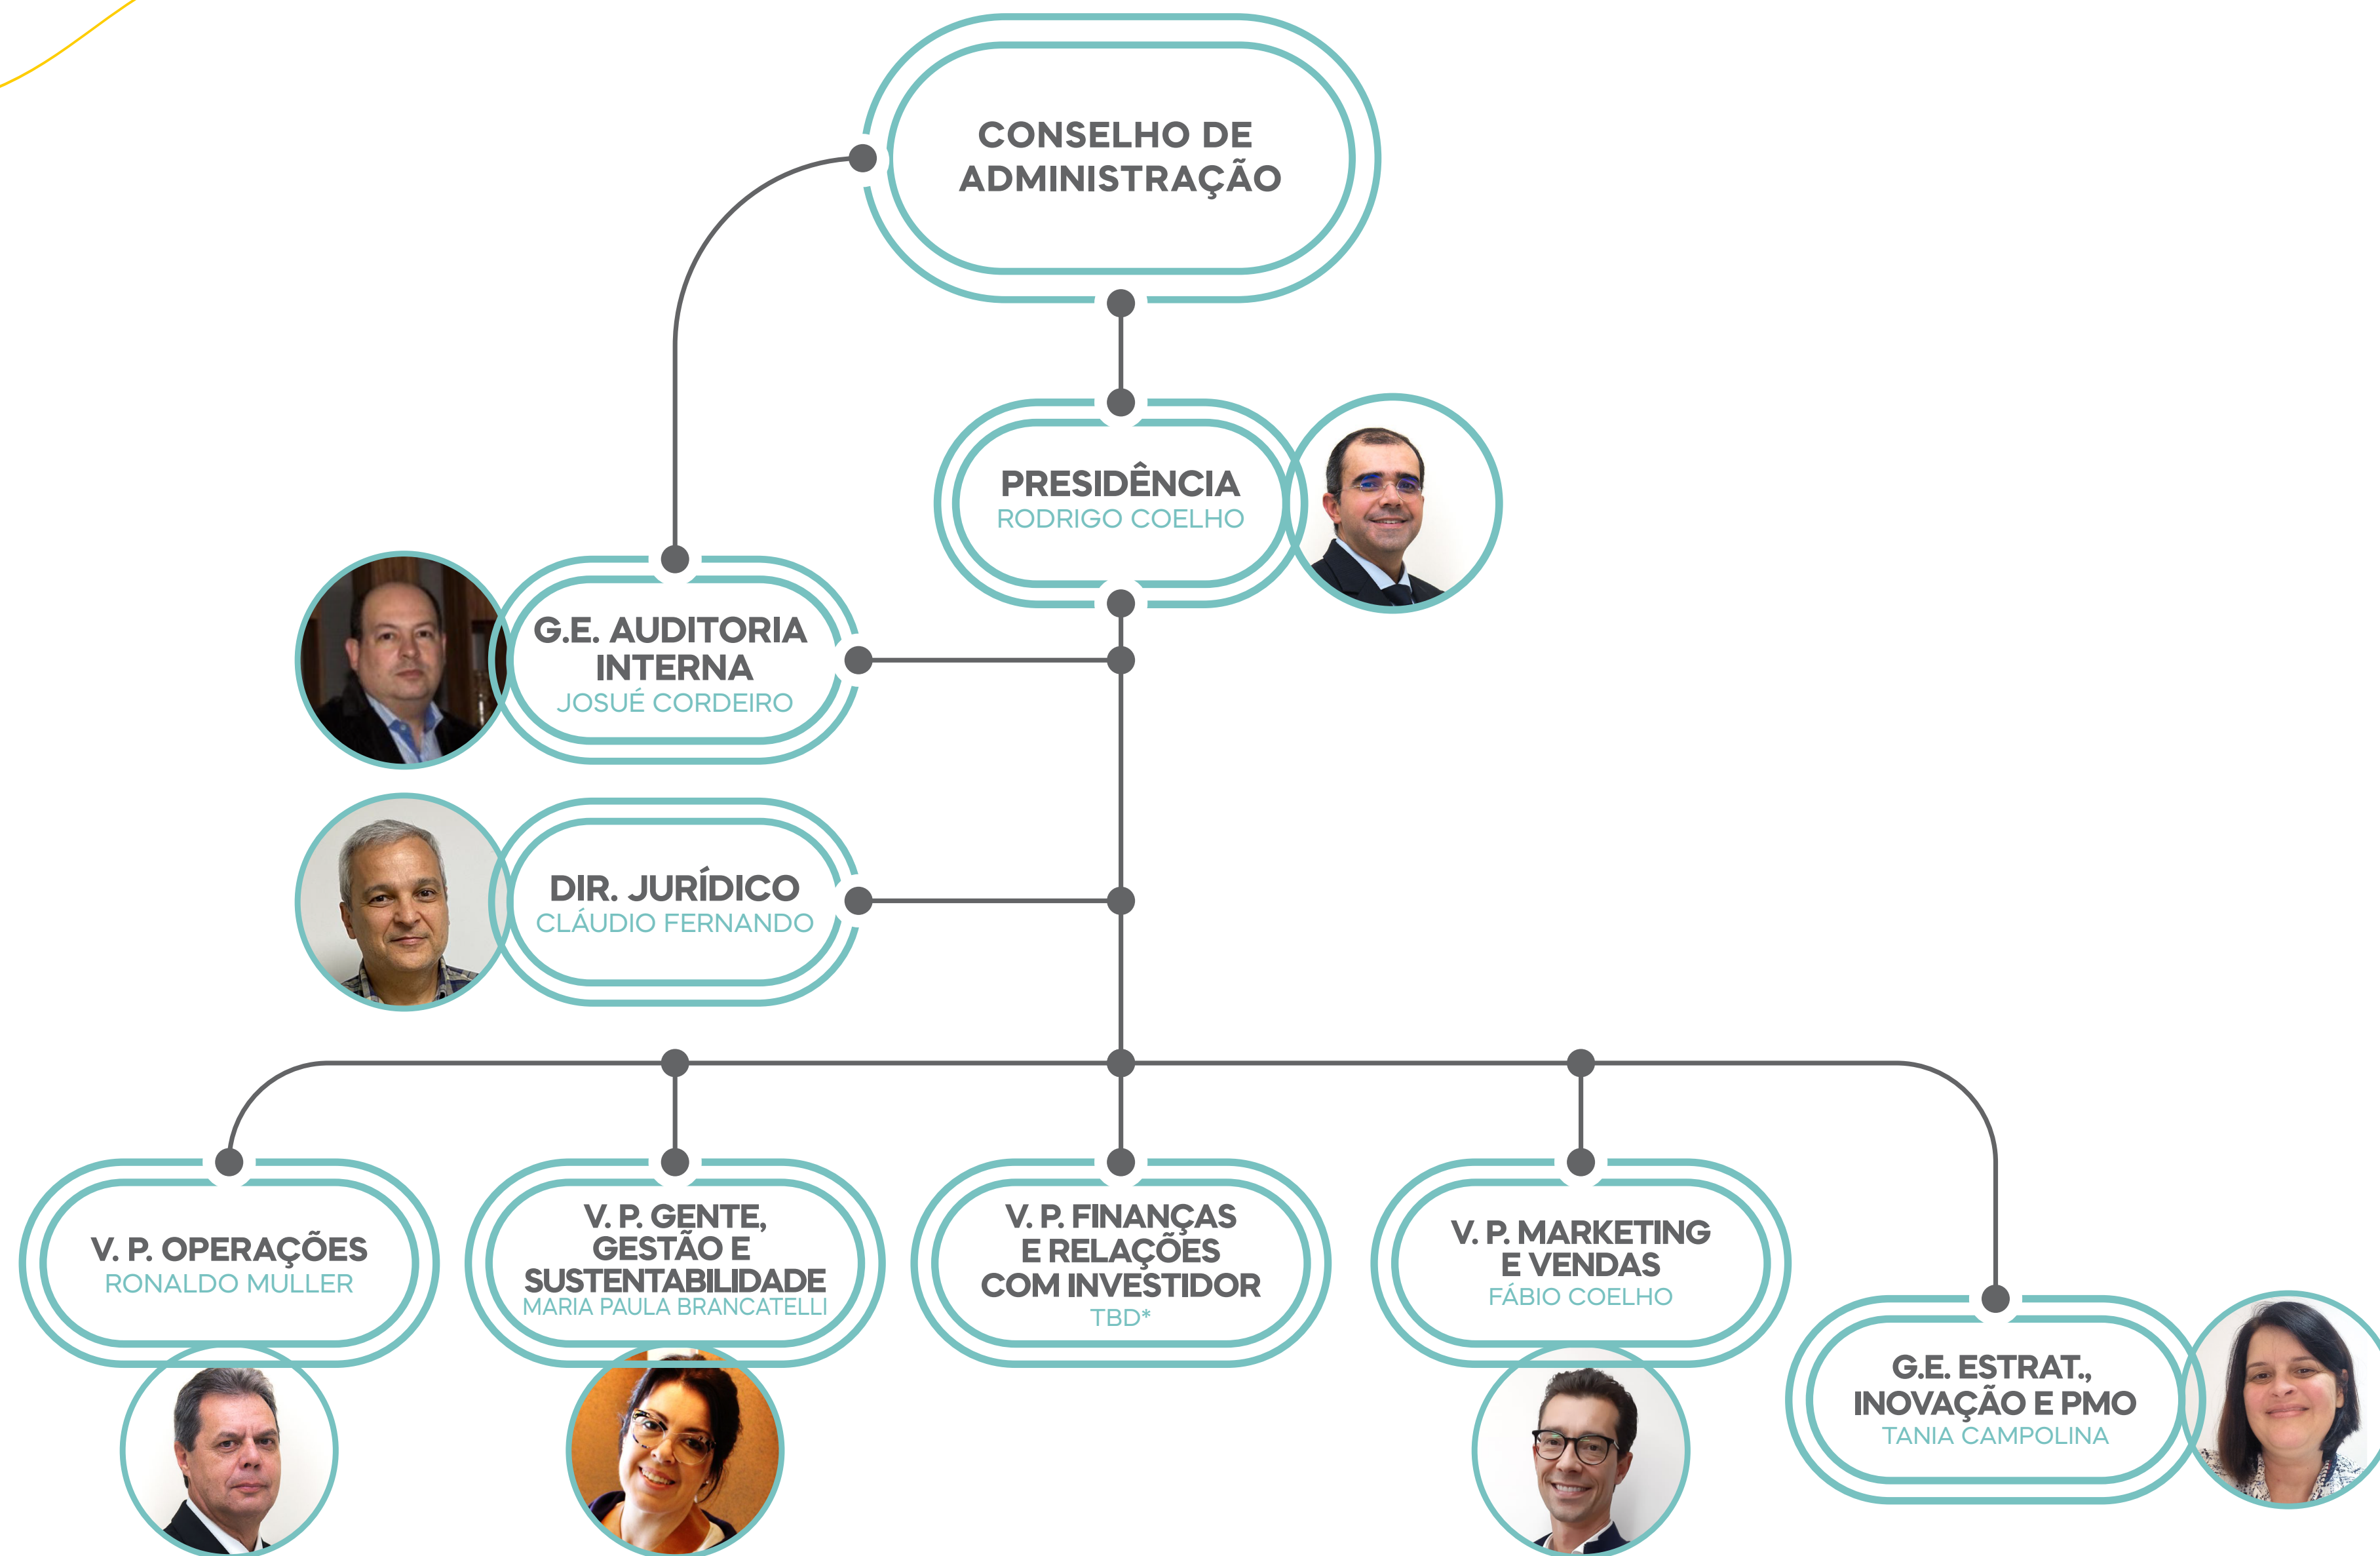 CONSELHO DE
ADMINISTRAÇÃO
PRESIDÊNCIA
RODRIGO COELHO
G.E. AUDITORIA
INTERNA
JOSUÉ CORDEIRO
DIR. JURÍDICO
CLÁUDIO FERNANDO
V. P. OPERAÇÕES
RONALDO MULLER
V. P. GENTE,
GESTÃO E
SUSTENTABILIDADE
MARIA PAULA BRANCATELLI
V. P. FINANÇAS
E RELAÇÕES
COM INVESTIDOR
TBD*
V. P. MARKETING
E VENDAS
FÁBIO COELHO
G.E. ESTRAT.,
INOVAÇÃO E PMO
TANIA CAMPOLINA